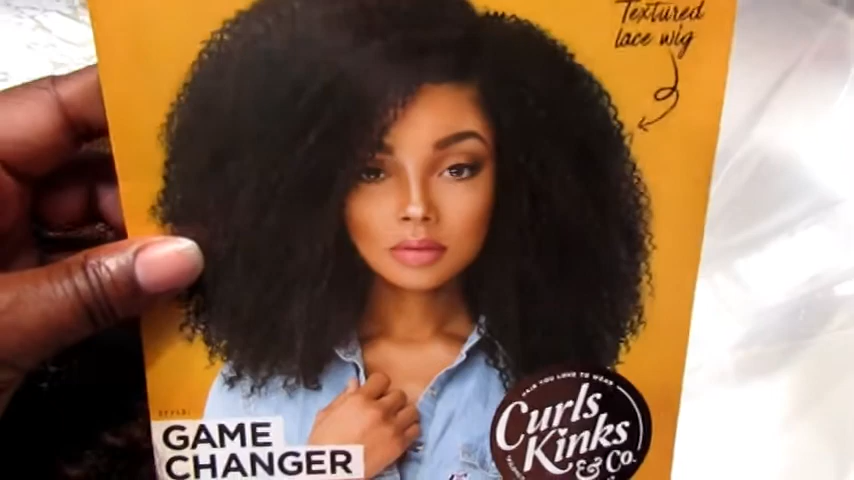 Textured
lace wig
STYLE:
GAME
CHANGER
HAIR YOU LOVE TO WEAR
Curls
Kinks
& Co.